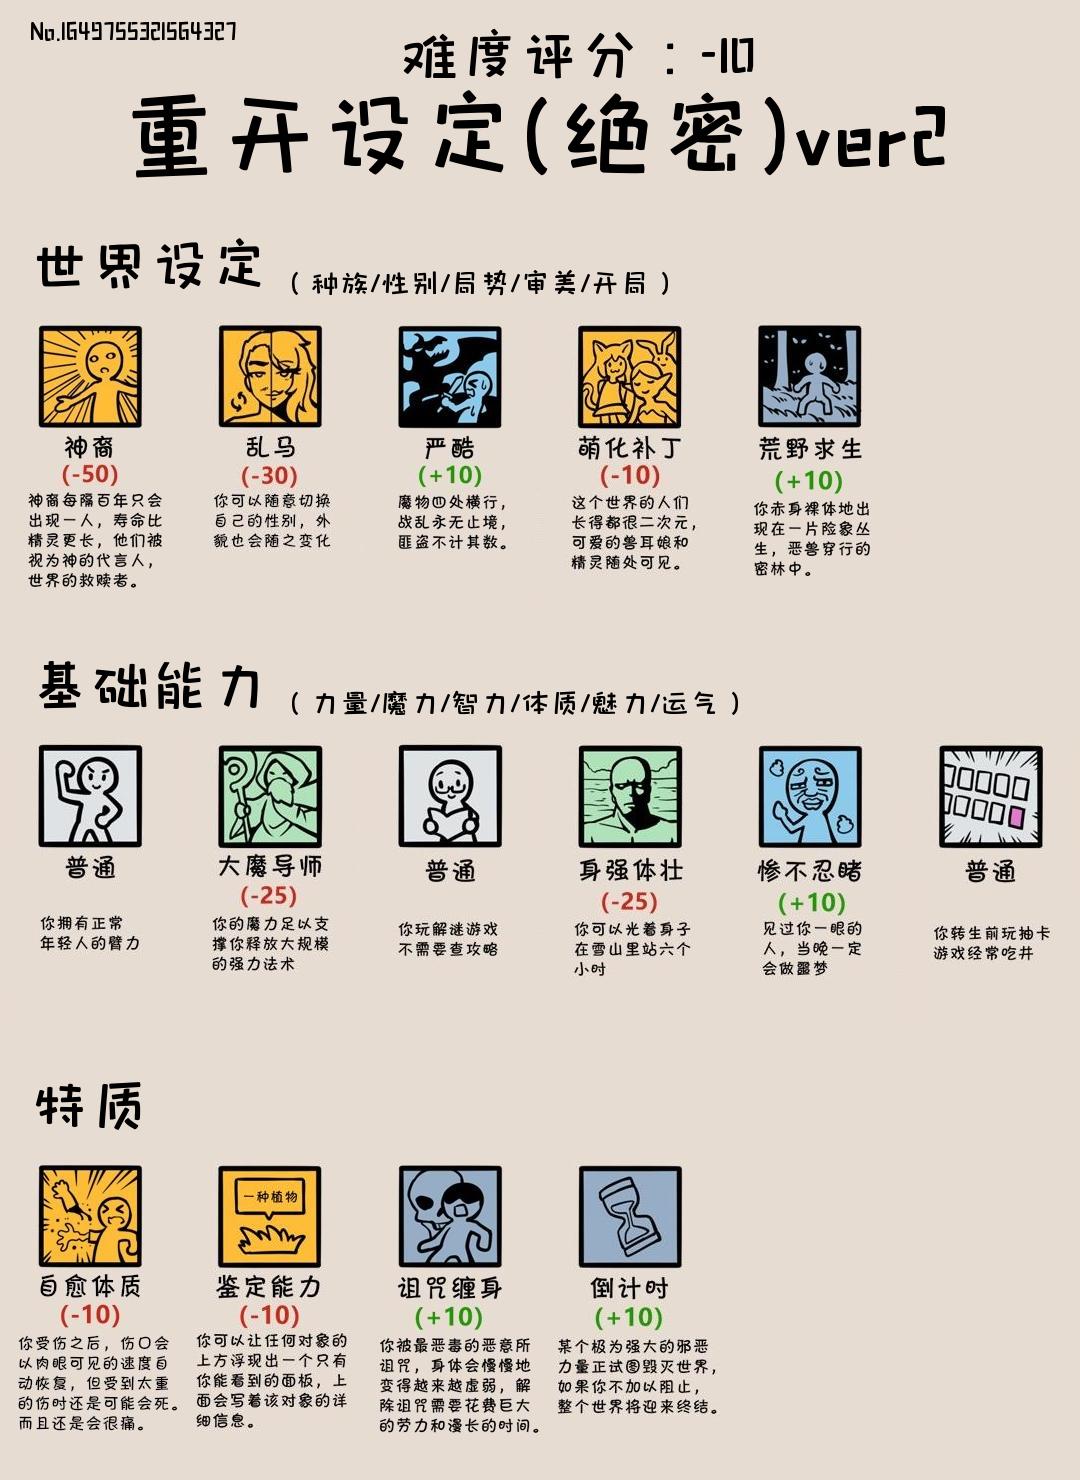 No.1649755321564327
难度评分：-10
重开设定(绝密)ver2
世界设定 （ 种族/性别/局势/审美/开局 ）
神裔
(-50)
神裔每隔百年只会
出现一人，寿命比
精灵更长，他们被
视为神的代言人，
世界的救赎者。
乱马
(-30)
你可以随意切换
自己的性别，外
貌也会随之变化
严酷
(+10)
魔物四处横行，
战乱永无止境，
匪盗不计其数。
萌化补丁
(-10)
这个世界的人们
长得都很二次元，
可爱的兽耳娘和
精灵随处可见。
荒野求生
(+10)
你赤身裸体地出
现在一片险象丛
生，恶兽穿行的
密林中。
基础能力 （ 力量/魔力/智力/体质/魅力/运气 ）
普通
你拥有正常
年轻人的臂力
大魔导师
(-25)
你的魔力足以支
撑你释放大规模
的强力法术
普通
你玩解谜游戏
不需要查攻略
身强体壮
(-25)
你可以光着身子
在雪山里站六个
小时
惨不忍睹
(+10)
见过你一眼的
人，当晚一定
会做噩梦
普通
你转生前玩抽卡
游戏经常吃井
特质
自愈体质
(-10)
你受伤之后，伤口会
以肉眼可见的速度自
动恢复，但受到太重
的伤时还是可能会死。
而且还是会很痛。
一种植物
鉴定能力
(-10)
你可以让任何对象的
上方浮现出一个只有
你能看到的面板，上
面会写着该对象的详
细信息。
诅咒缠身
(+10)
你被最恶毒的恶意所
诅咒，身体会慢慢地
变得越来越虚弱，解
除诅咒需要花费巨大
的劳力和漫长的时间。
倒计时
(+10)
某个极为强大的邪恶
力量正试图毁灭世界，
如果你不加以阻止，
整个世界将迎来终结。